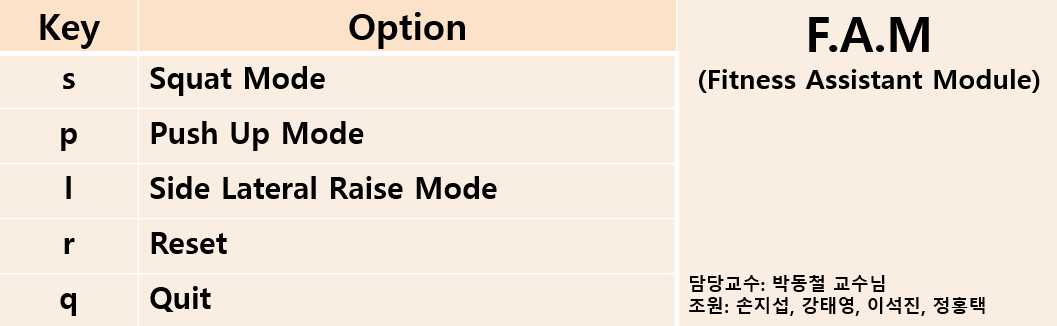 Key Option
s Squat Mode
p Push Up Mode
l Side Lateral Raise Mode
r Reset
q Quit
F.A.M
(Fitness Assistant Module)
담당교수: 박동철 교수님
조원: 손지섭, 강태영, 이석진, 정홍택